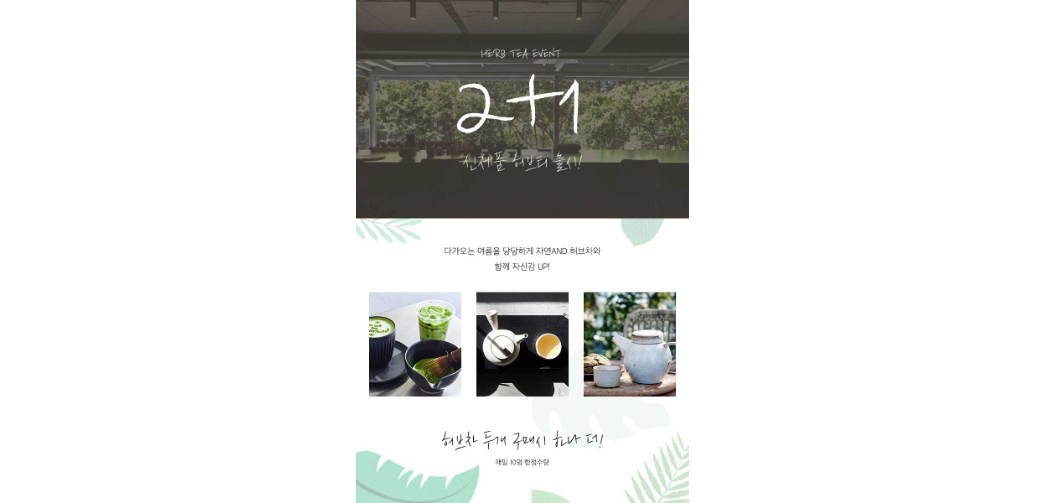 HERB TEA EVENT
2+1
신제품 허브티 출시!
다가오는 여름을 당당하게 자연AND 허브차와
함께 자신감 UP!
허브차 두개 구매시 하나 더!
매일 10명 한정수량